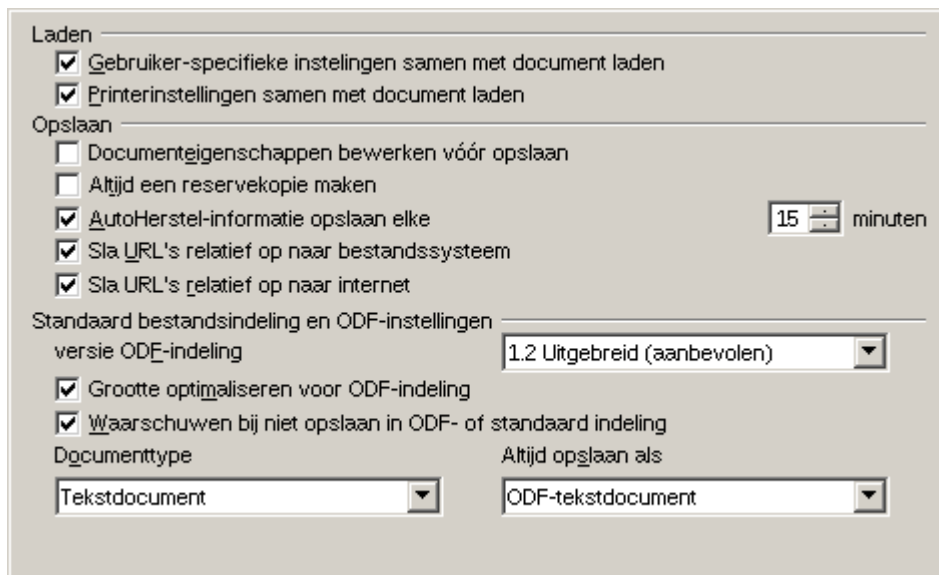 Laden
Gebruiker-specifieke instelingen samen met document laden
Printerinstellingen samen met document laden
Opslaan
Documenteigenschappen bewerken vóór opslaan
Altijd een reservekopie maken
AutoHerstel-informatie opslaan elke 15 minuten
Sla URL's relatief op naar bestandssysteem
Sla URL's relatief op naar internet
Standaard bestandsindeling en ODF-instellingen
versie ODF-indeling 1.2 Uitgebreid (aanbevolen)
Grootte optimaliseren voor ODF-indeling
Waarschuwen bij niet opslaan in ODF- of standaard indeling
Documenttype Altijd opslaan als
Tekstdocument ODF-tekstdocument